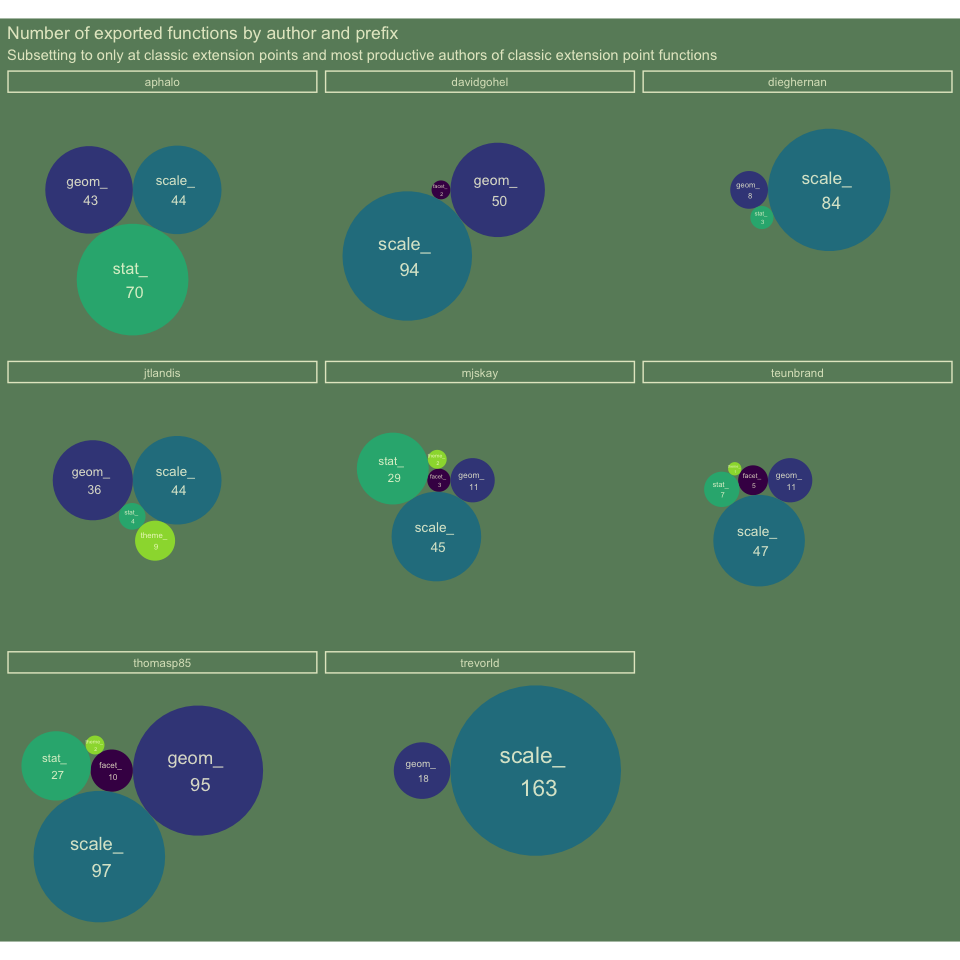 Number of exported functions by author and prefix
Subsetting to only at classic extension points and most productive authors of classic extension point functions
aphalo
geom_
43
scale_
44
stat_
70
davidgohel
facet_
2
geom_
50
scale_
94
dieghernan
geom_
8
stat_
3
scale_
84
jtlandis
geom_
36
scale_
44
stat_
4
theme_
9
mjskay
stat_
29
theme_
2
facet_
3
geom_
11
scale_
45
teunbrand
stat_
7
facet_
5
geom_
11
scale_
47
thomasp85
stat_
27
theme_
2
facet_
10
geom_
95
scale_
97
trevorld
geom_
18
scale_
163